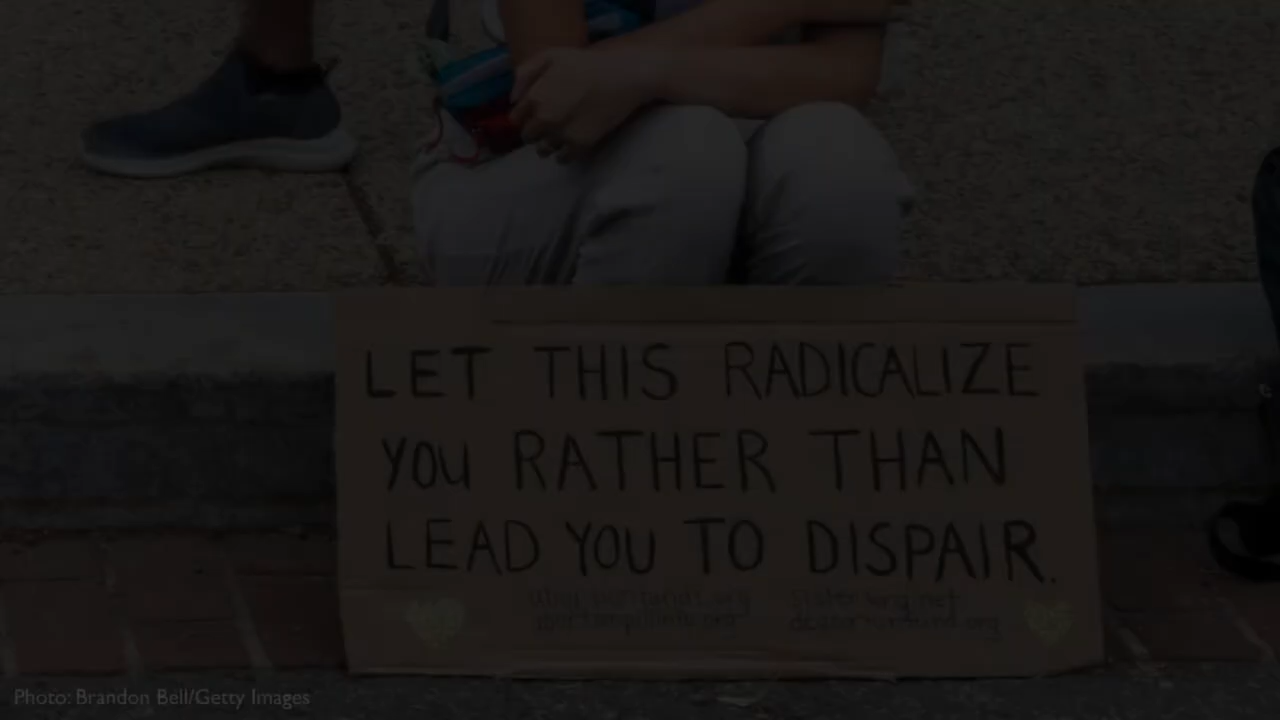 LET THIS RADICALIZE
YOU RATHER THAN
LEAD YOU TO DISPAIR.
Photo: Brandon Bell/Getty Images